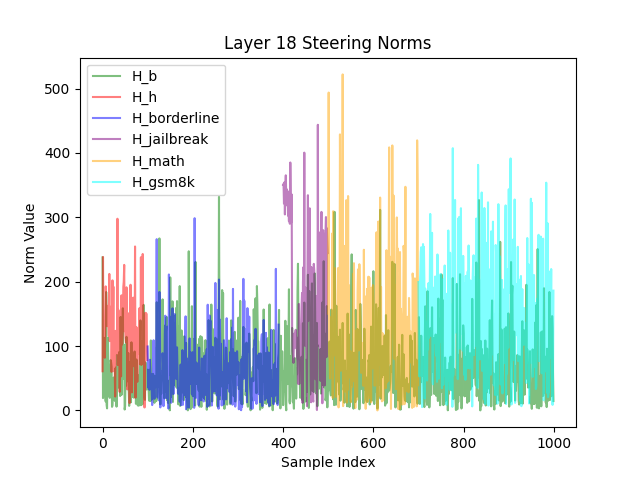 Layer 18 Steering Norms
H_b
H_h
H_borderline
H_jailbreak
H_math
H_gsm8k
Norm Value
500
400
300
200
100
0
0
200
400
600
800
1000
Sample Index